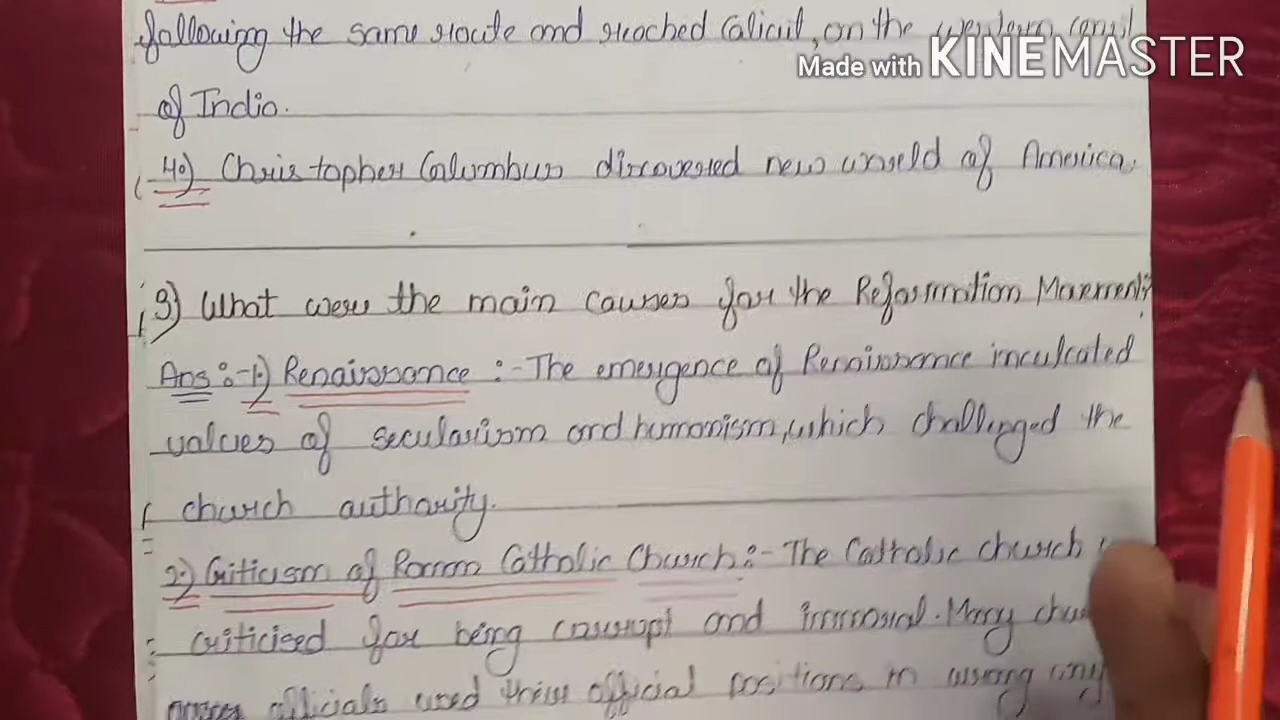 following the same route and reached Calicut, on the western coast
Made with KINEMASTER
of India.
4.) Christopher Columbus discovered new world of America.
3) What were the main causes for the Reformation Movement?
Ans:-1.) Renaissance :- The emergence of Renaissance inculcated
values of secularism and humanism, which challenged the
church authority.
2.) Criticism of Roman Catholic Church:- The Catholic church
criticised for being corrupt and immoral. Many
officials used their official positions in wrong